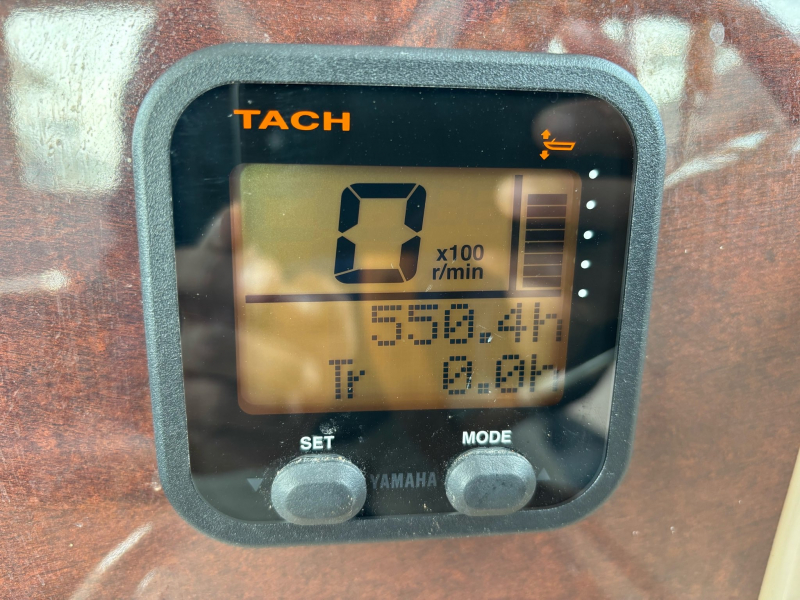 TACH
0 x100 r/min
550.4h
Tr 0.0h
SET MODE
YAMAHA